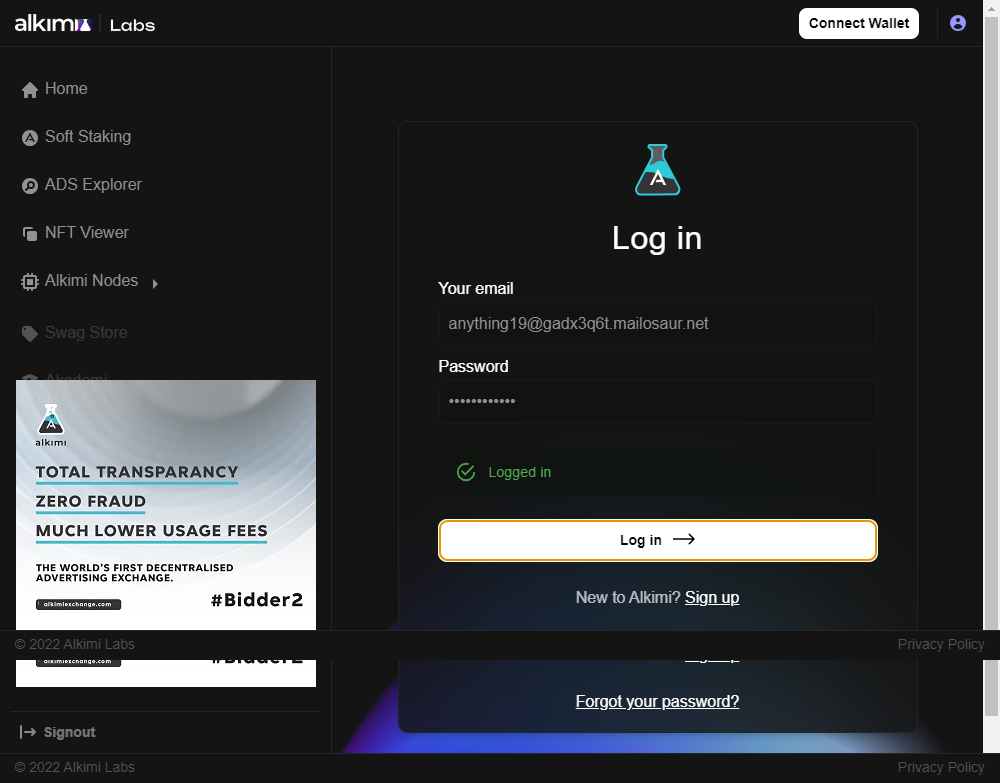 alkimi Labs
Connect Wallet
Home
Soft Staking
ADS Explorer
NFT Viewer
Alkimi Nodes
Swag Store
Akademi
alkimi
TOTAL TRANSPARANCY
ZERO FRAUD
MUCH LOWER USAGE FEES
THE WORLD'S FIRST DECENTRALISED
ADVERTISING EXCHANGE.
alkimiexchange.com
#Bidder2
Log in
Your email
anything19@gadx3q6t.mailosaur.net
Password
Logged in
Log in
New to Alkimi? Sign up
© 2022 Alkimi Labs
Privacy Policy
alkimiexchange.com
#Bidder2
Sign up
Forgot your password?
Signout
© 2022 Alkimi Labs
Privacy Policy